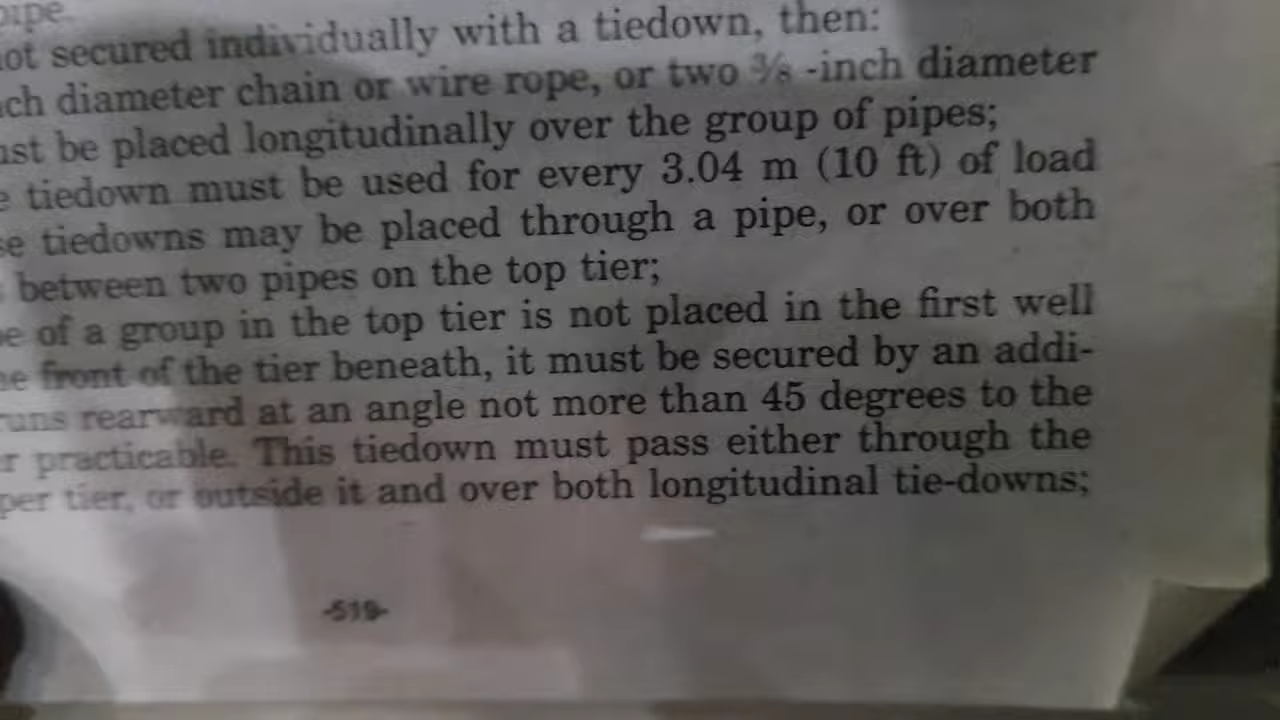 pipe.
ot secured individually with a tiedown, then:
ch diameter chain or wire rope, or two 3/8 -inch diameter
ust be placed longitudinally over the group of pipes;
e tiedown must be used for every 3.04 m (10 ft) of load
se tiedowns may be placed through a pipe, or over both
between two pipes on the top tier;
e of a group in the top tier is not placed in the first well
e front of the tier beneath, it must be secured by an addi-
runs rearward at an angle not more than 45 degrees to the
r practicable. This tiedown must pass either through the
per tier, or outside it and over both longitudinal tie-downs;
-519-